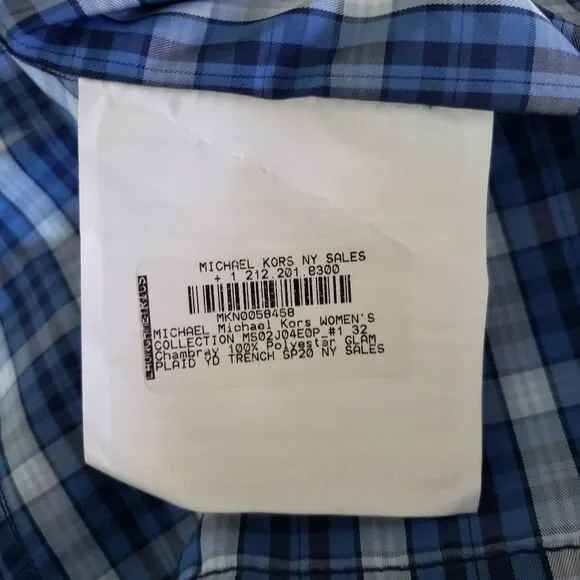 MICHAEL KORS NY SALES
+ 1 212.201.8300
MKN0058458
MICHAEL Michael Kors WOMEN'S
COLLECTION MS02J04E0P_#1 32
Chambray 100% Polyester GLAM
PLAID YD TRENCH SP20 NY SALES
LAUNCHMETRICS